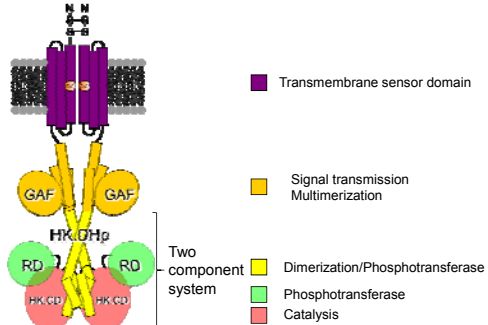 N N
S S
Transmembrane sensor domain
GAF GAF
Signal transmission
Multimerization
HK.DHp
Two
component
system
RD RD
HK.CD HK.CD
Dimerization/Phosphotransferase
Phosphotransferase
Catalysis